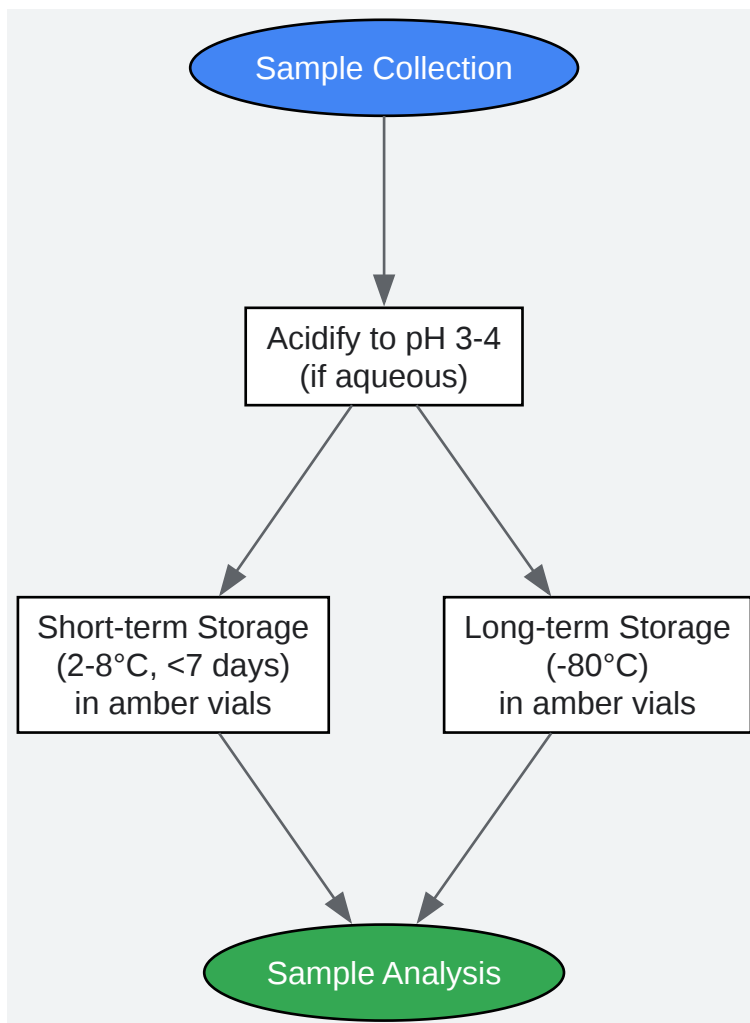 Sample Collection
Acidify to pH 3-4
(if aqueous)
Short-term Storage
(2-8°C, <7 days)
in amber vials
Long-term Storage
(-80°C)
in amber vials
Sample Analysis